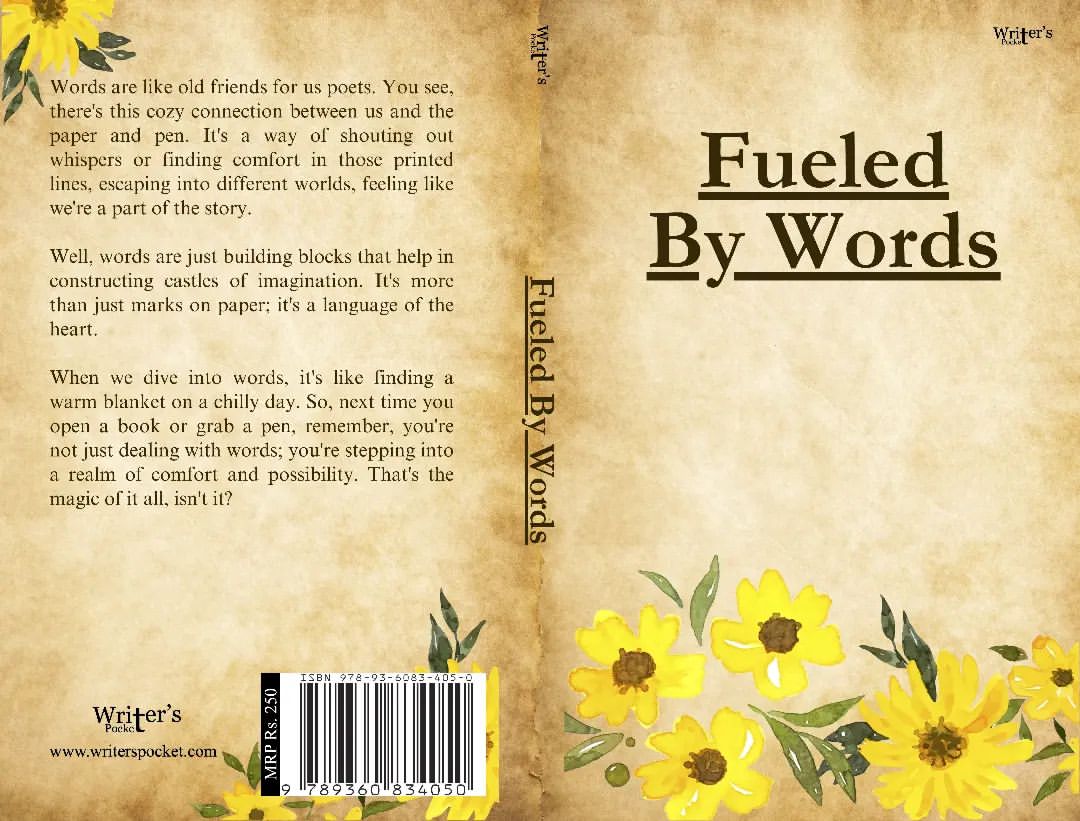 Words are like old friends for us poets. You see,
there's this cozy connection between us and the
paper and pen. It's a way of shouting out
whispers or finding comfort in those printed
lines, escaping into different worlds, feeling like
we're a part of the story.
Well, words are just building blocks that help in
constructing castles of imagination. It's more
than just marks on paper; it's a language of the
heart.
When we dive into words, it's like finding a
warm blanket on a chilly day. So, next time you
open a book or grab a pen, remember, you're
not just dealing with words; you're stepping into
a realm of comfort and possibility. That's the
magic of it all, isn't it?
Writer's
Pocket
www.writerspocket.com
MRP Rs. 250
ISBN 978-93-6083-405-0
9 789360 834050
Writer's
Pocket
Fueled By Words
Writer's
Pocket
Fueled
By Words